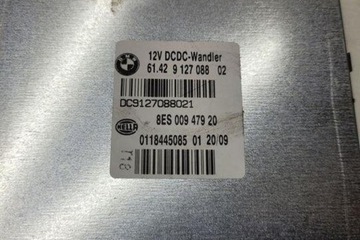 12V DCDC-Wandler
61.42 9 127 088 02
DC9127088021
8ES 009 479 20
HELLA
0118445085 01 20/09